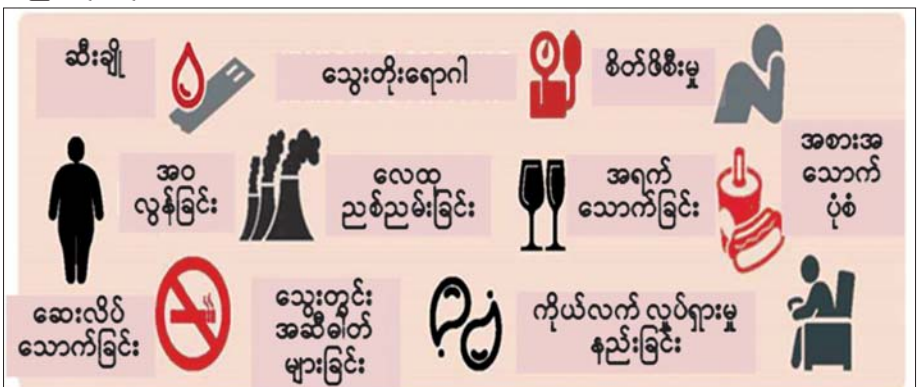 ဆီးချို
သွေးတိုးရောဂါ
စိတ်ဖိစီးမှု
အဝ
လွန်ခြင်း
လေထု
ညစ်ညမ်းခြင်း
အရက်
သောက်ခြင်း
အစားအ
သောက်
ပုံစံ
ဆေးလိပ်
သောက်ခြင်း
သွေးတွင်း
အဆီဓါတ်
များခြင်း
ကိုယ်လက် လှုပ်ရှားမှု
နည်းခြင်း